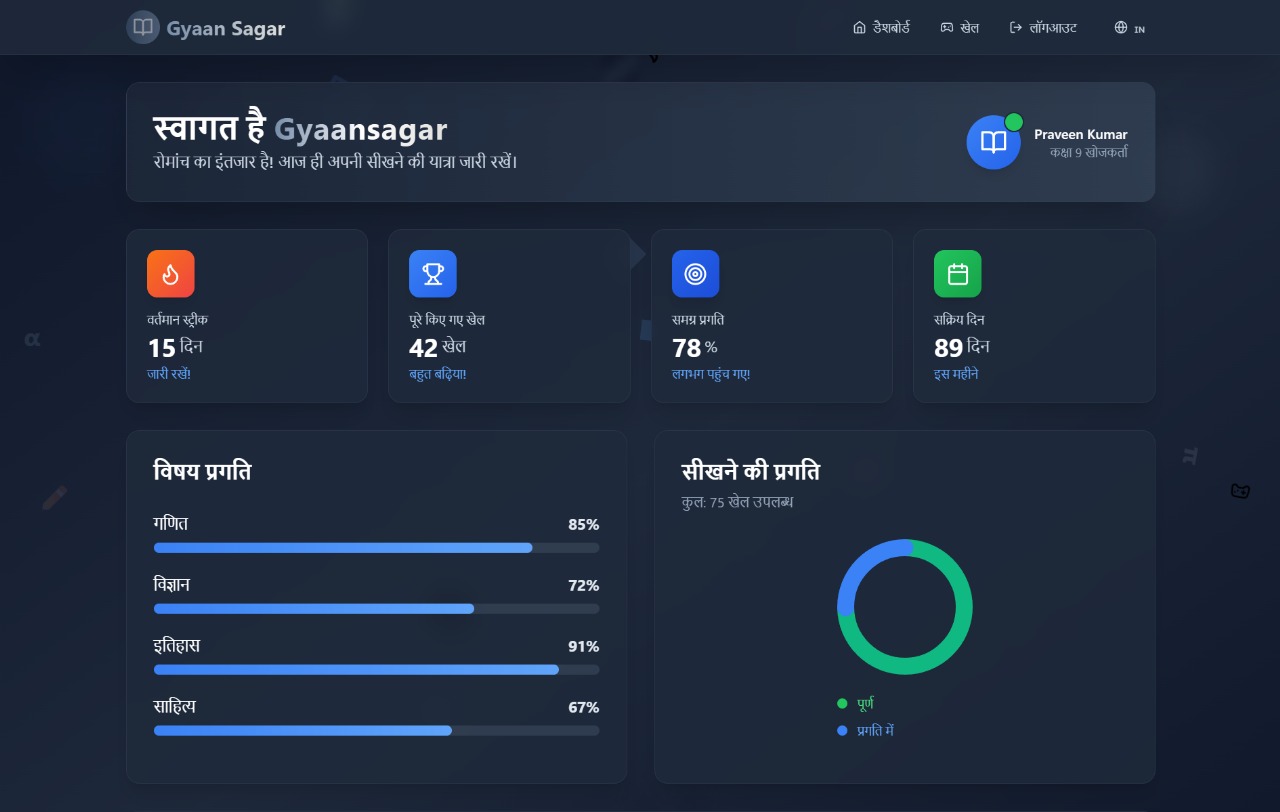 Gyaan Sagar
डैशबोर्ड
खेल
लॉगआउट
IN
स्वागत है Gyaansagar
रोमांच का इंतजार है! आज ही अपनी सीखने की यात्रा जारी रखें।
Praveen Kumar
कक्षा 9 खोजकर्ता
वर्तमान स्ट्रीक
15 दिन
जारी रखें!
पूरे किए गए खेल
42 खेल
बहुत बढ़िया!
समग्र प्रगति
78 %
लगभग पहुंच गए!
सक्रिय दिन
89 दिन
इस महीने
विषय प्रगति
गणित 85%
विज्ञान 72%
इतिहास 91%
साहित्य 67%
सीखने की प्रगति
कुल: 75 खेल उपलब्ध
पूर्ण
प्रगति में
α
π